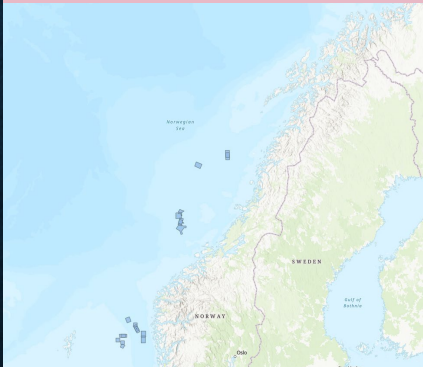 Norwegian
Sea
SWEDEN
Gulf of
Bothnia
NORWAY
Oslo